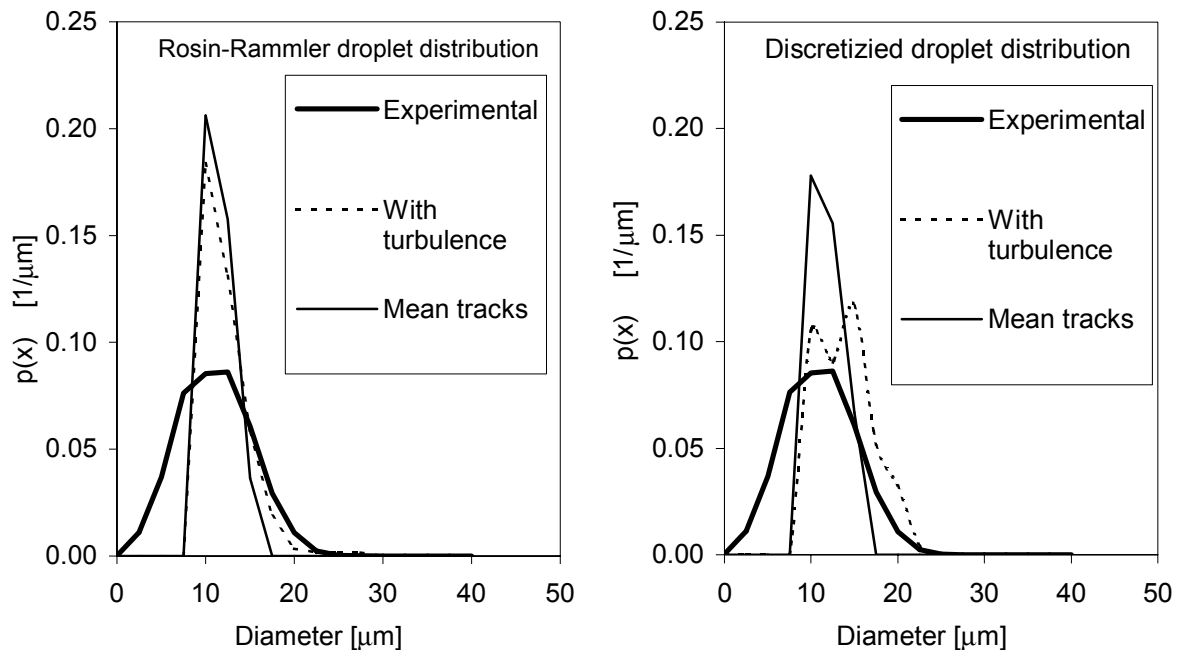 Rosin-Rammler droplet distribution
Experimental
With
turbulence
Mean tracks
p(x) [1/μm]
0.25
0.20
0.15
0.10
0.05
0.00
0 10 20 30 40 50
Diameter [μm]
Discretizied droplet distribution
Experimental
With
turbulence
Mean tracks
p(x) [1/μm]
0.25
0.20
0.15
0.10
0.05
0.00
0 10 20 30 40 50
Diameter [μm]